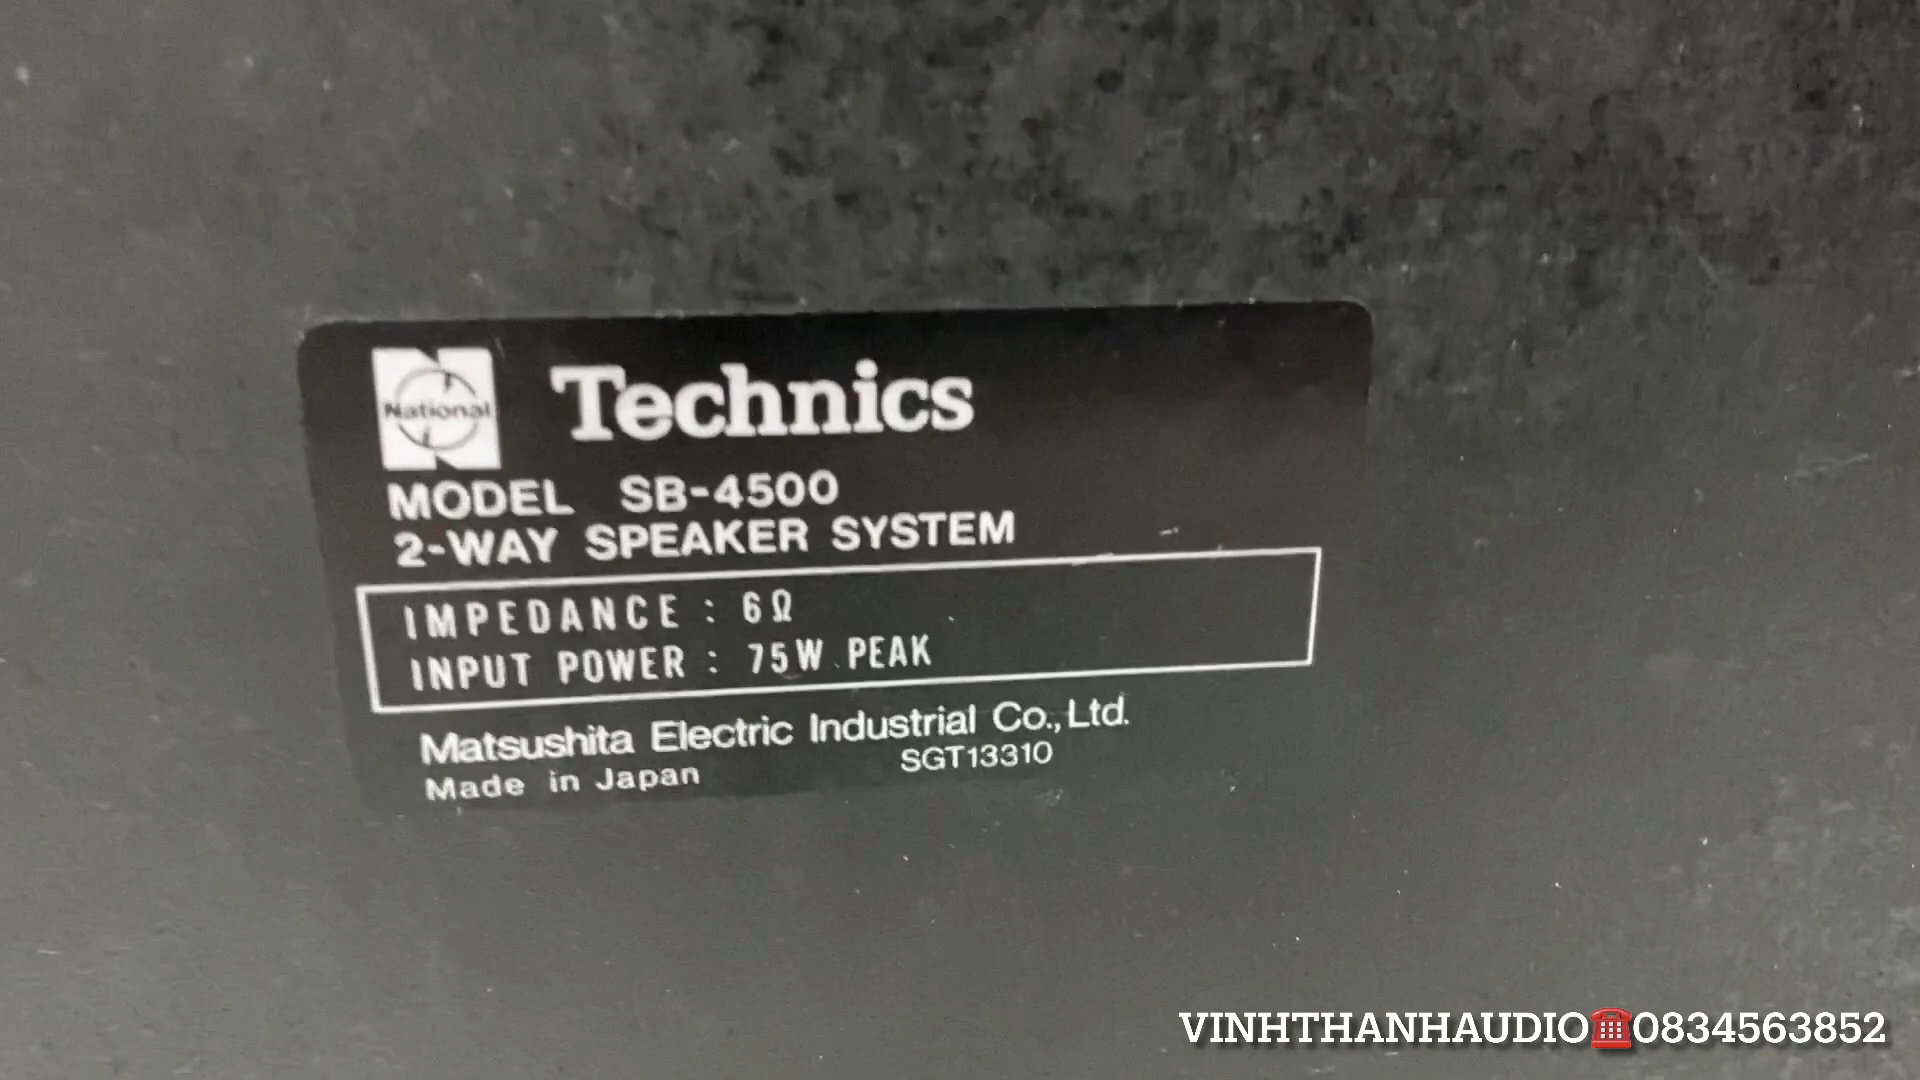 National
Technics
MODEL SB-4500
2-WAY SPEAKER SYSTEM
IMPEDANCE : 6Ω
INPUT POWER : 75W PEAK
Matsushita Electric Industrial Co., Ltd.
Made in Japan SGT13310
VINHTHANHAUDIO☎️0834563852